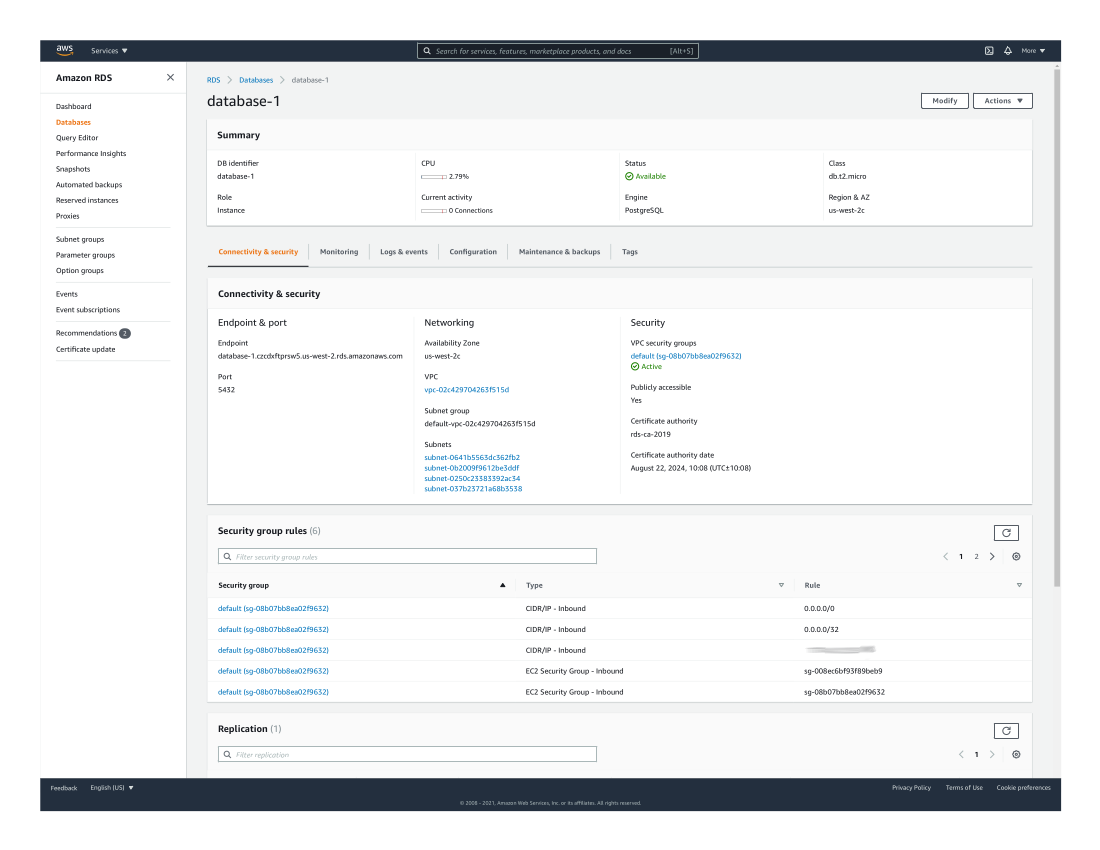 aws Services ▼ Search for services, features, marketplace products, and docs [Alt+S] More ▼
Amazon RDS
Dashboard
Databases
Query Editor
Performance Insights
Snapshots
Automated backups
Reserved instances
Proxies
Subnet groups
Parameter groups
Option groups
Events
Event subscriptions
Recommendations 2
Certificate update
RDS > Databases > database-1
database-1
Modify Actions ▼
Summary
DB identifier CPU Status Class
database-1 2.79% Available db.t2.micro
Role Current activity Engine Region & AZ
Instance 0 Connections PostgreSQL us-west-2c
Connectivity & security Monitoring Logs & events Configuration Maintenance & backups Tags
Connectivity & security
Endpoint & port
Endpoint
database-1.czcdxftprsw5.us-west-2.rds.amazonaws.com
Port
5432
Networking
Availability Zone
us-west-2c
VPC
vpc-02c429704263f515d
Subnet group
default-vpc-02c429704263f515d
Subnets
subnet-0641b5563dc362fb2
subnet-0b2009f9612be3ddf
subnet-0250c23383392ac34
subnet-037b23721a68b3538
Security
VPC security groups
default (sg-08b07bb8ea02f9632)
Active
Publicly accessible
Yes
Certificate authority
rds-ca-2019
Certificate authority date
August 22, 2024, 10:08 (UTC±10:08)
Security group rules (6)
Filter security group rules
1 2
Security group Type Rule
default (sg-08b07bb8ea02f9632) CIDR/IP - Inbound 0.0.0.0/0
default (sg-08b07bb8ea02f9632) CIDR/IP - Inbound 0.0.0.0/32
default (sg-08b07bb8ea02f9632) CIDR/IP - Inbound
default (sg-08b07bb8ea02f9632) EC2 Security Group - Inbound sg-008ec6bf93f89beb9
default (sg-08b07bb8ea02f9632) EC2 Security Group - Inbound sg-08b07bb8ea02f9632
Replication (1)
Filter replication
1
Feedback English (US) ▼ Privacy Policy Terms of Use Cookie preferences
© 2008 - 2021, Amazon Web Services, Inc. or its affiliates. All rights reserved.